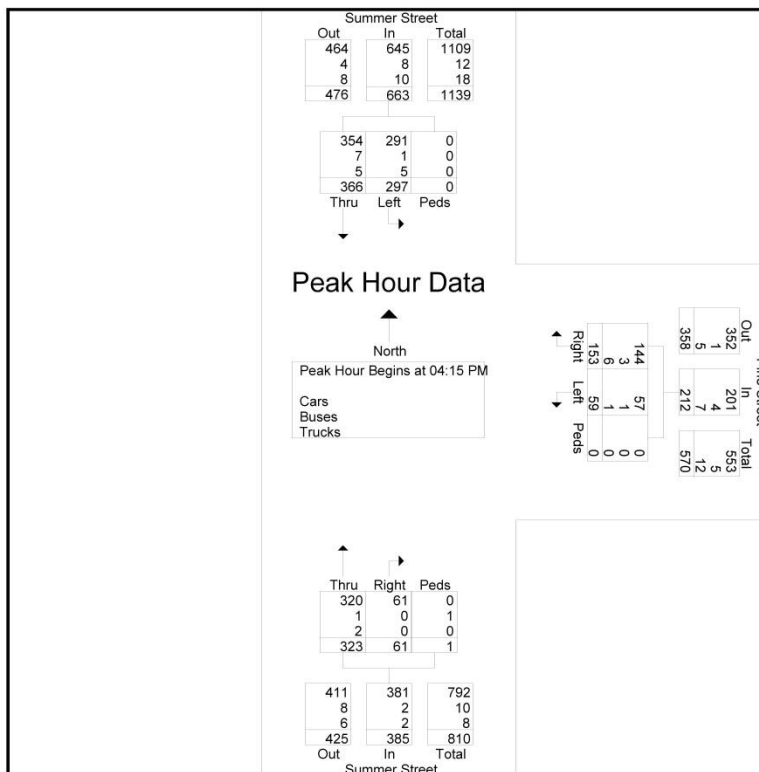 Summer Street
Out In Total
464 645 1109
4 8 12
8 10 18
476 663 1139
354 291 0
7 1 0
5 5 0
366 297 0
Thru Left Peds
Peak Hour Data
North
Peak Hour Begins at 04:15 PM
Cars
Buses
Trucks
Street
Out In Total
352 201 553
1 4 5
5 7 12
358 212 570
144 57 0
3 1 0
6 1 0
153 59 0
Right Left Peds
Thru Right Peds
320 61 0
1 0 1
2 0 0
323 61 1
411 381 792
8 2 10
6 2 8
425 385 810
Out In Total
Summer Street